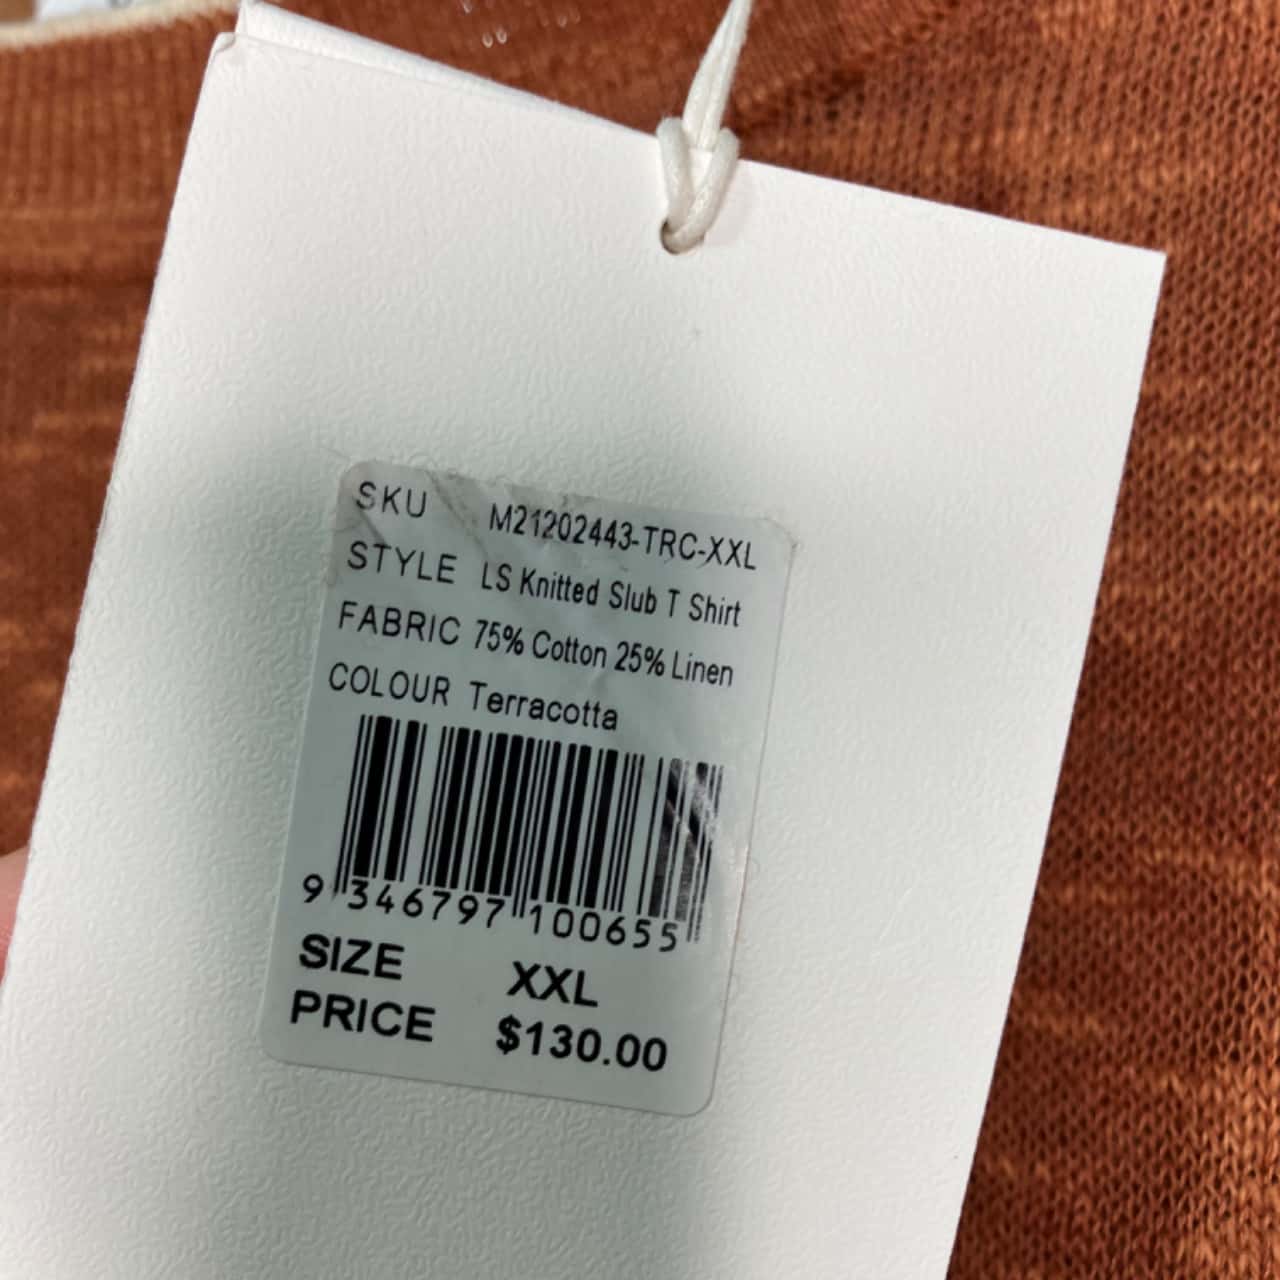 SKU M21202443-TRC-XXL
STYLE LS Knitted Slub T Shirt
FABRIC 75% Cotton 25% Linen
COLOUR Terracotta
9 346797 100655
SIZE XXL
PRICE $130.00